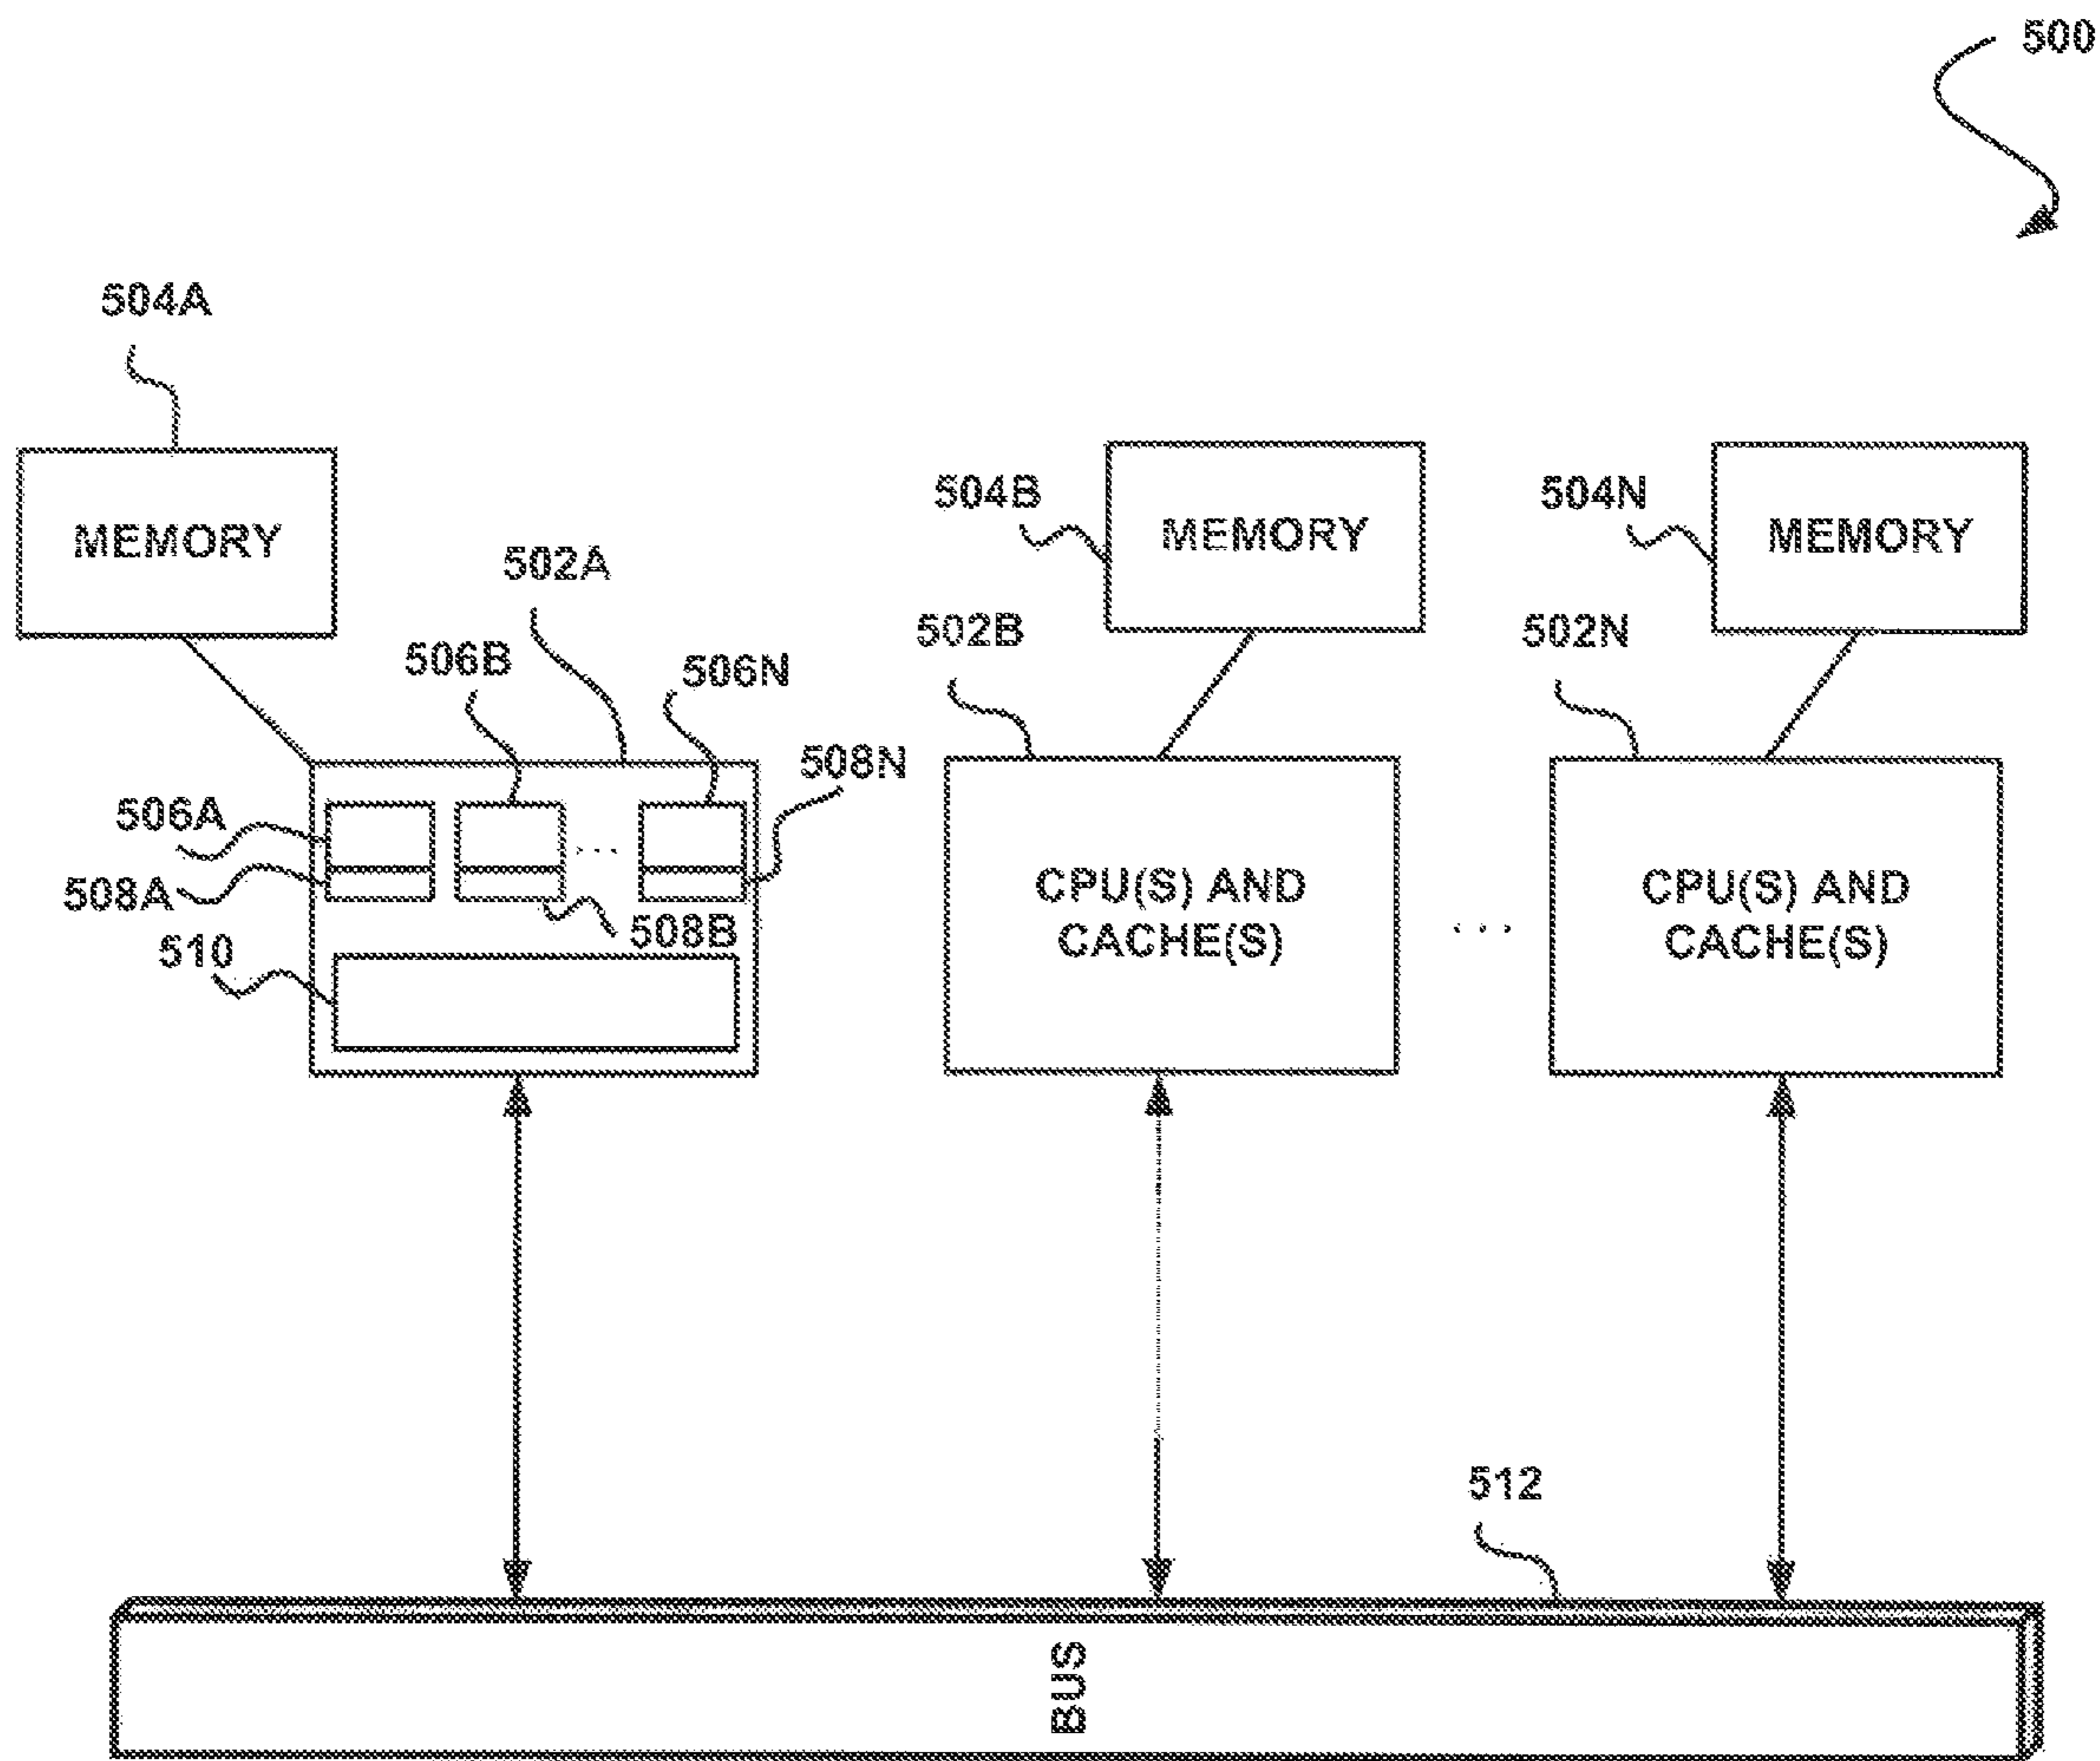 500
504A
MEMORY
504B
MEMORY
504N
MEMORY
502A
506B
506N
502B
502N
508N
506A
508A
508B
510
CPU(S) AND
CACHE(S)
...
CPU(S) AND
CACHE(S)
...
512
BUS